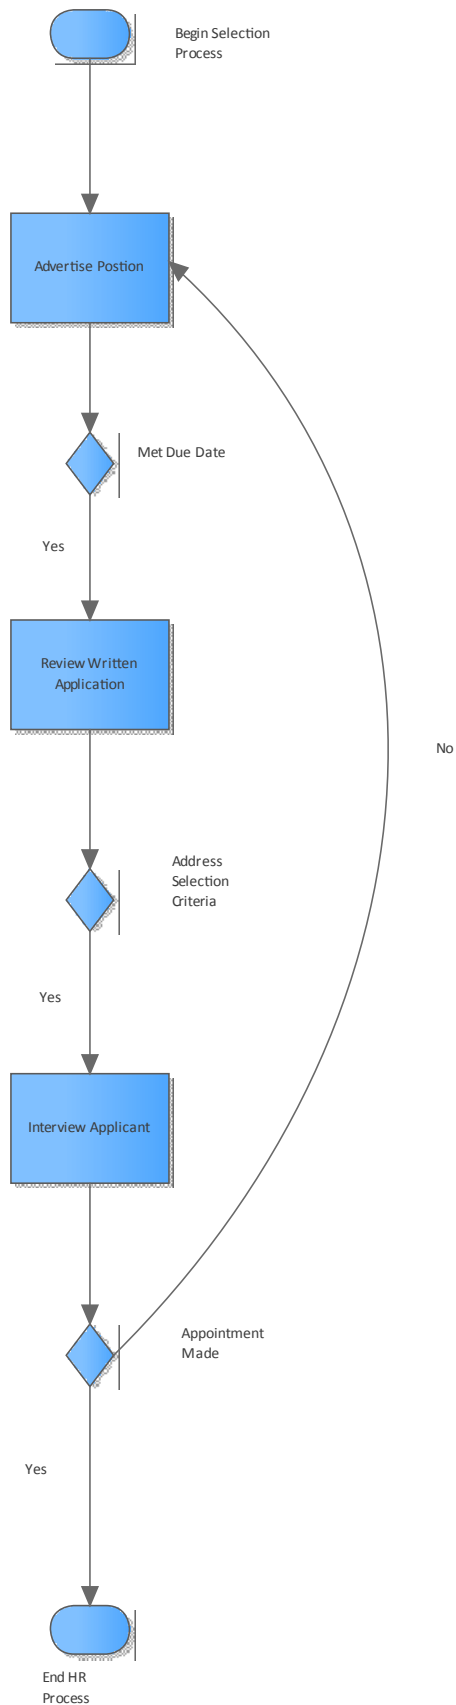 Begin Selection
Process
Advertise Postion
Met Due Date
Yes
Review Written
Application
No
Address
Selection
Criteria
Yes
Interview Applicant
Appointment
Made
Yes
End HR
Process